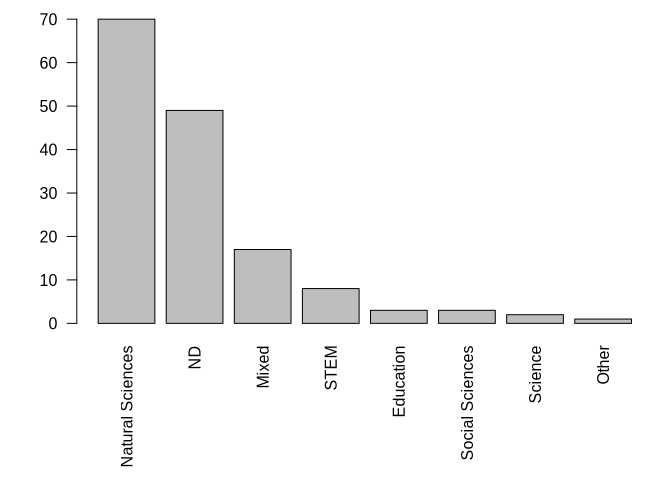 70
60
50
40
30
20
10
0
Natural Sciences
ND
Mixed
STEM
Education
Social Sciences
Science
Other